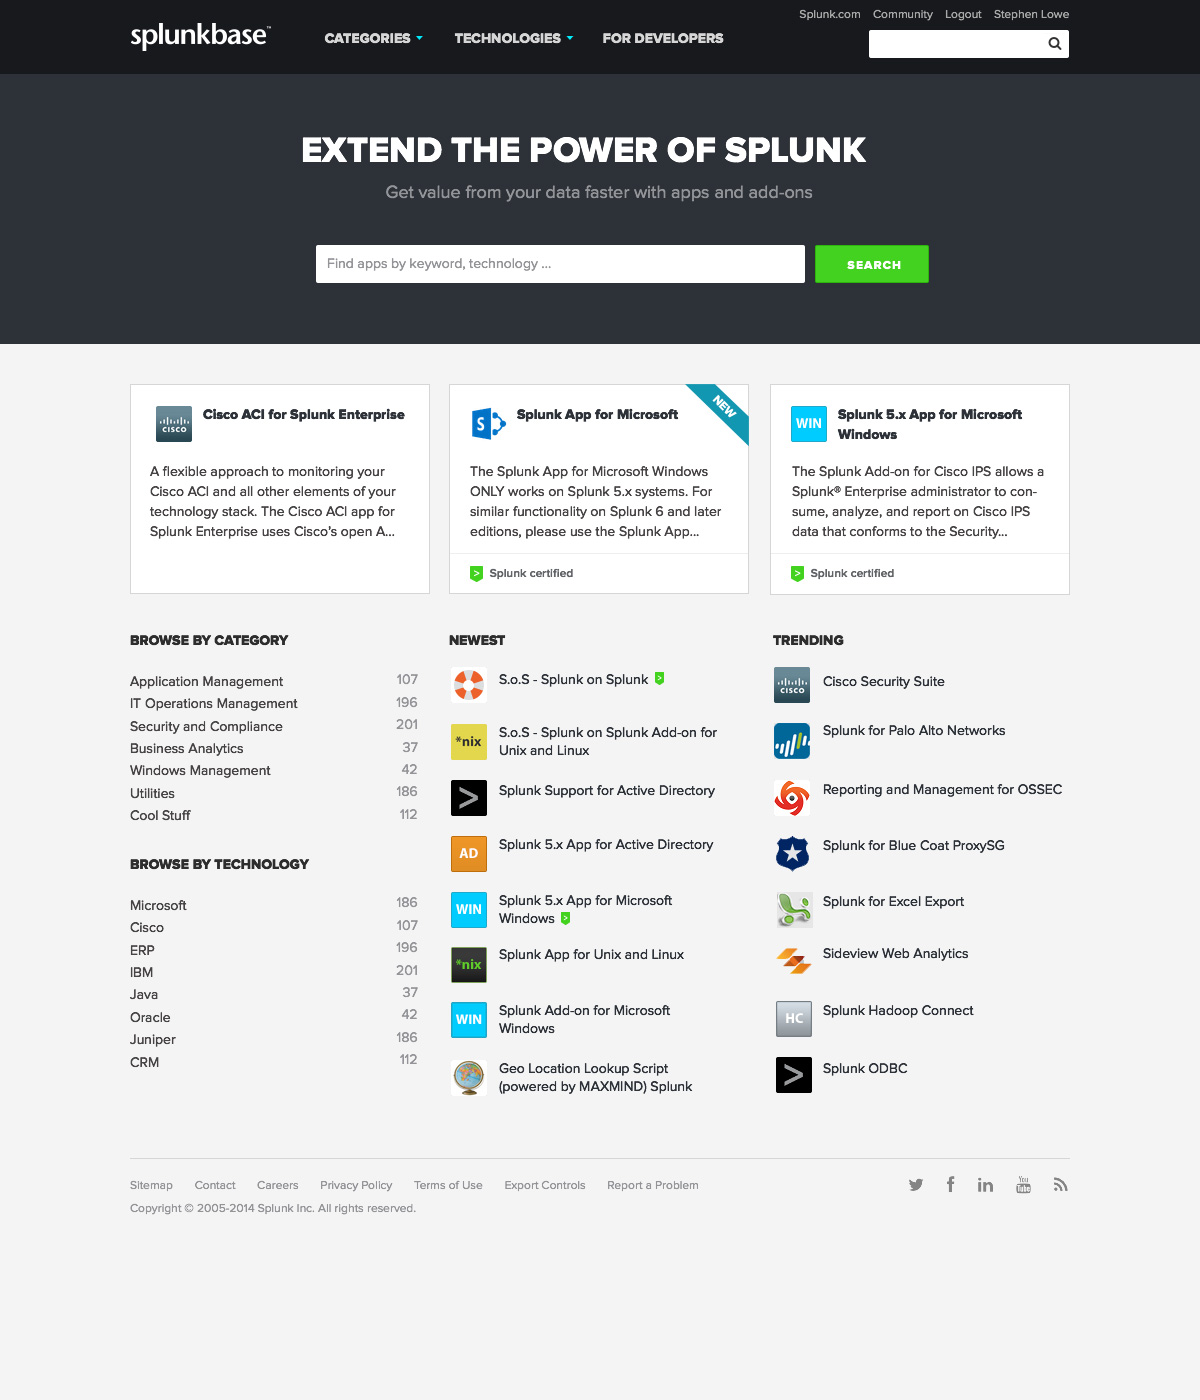 Splunk.com Community Logout Stephen Lowe
splunkbase™ CATEGORIES TECHNOLOGIES FOR DEVELOPERS
EXTEND THE POWER OF SPLUNK
Get value from your data faster with apps and add-ons
Find apps by keyword, technology ... SEARCH
CISCO
Cisco ACI for Splunk Enterprise
A flexible approach to monitoring your
Cisco ACI and all other elements of your
technology stack. The Cisco ACI app for
Splunk Enterprise uses Cisco's open A...
S
Splunk App for Microsoft
NEW
The Splunk App for Microsoft Windows
ONLY works on Splunk 5.x systems. For
similar functionality on Splunk 6 and later
editions, please use the Splunk App...
> Splunk certified
WIN
Splunk 5.x App for Microsoft
Windows
The Splunk Add-on for Cisco IPS allows a
Splunk® Enterprise administrator to con-
sume, analyze, and report on Cisco IPS
data that conforms to the Security...
> Splunk certified
BROWSE BY CATEGORY
Application Management 107
IT Operations Management 196
Security and Compliance 201
Business Analytics 37
Windows Management 42
Utilities 186
Cool Stuff 112
BROWSE BY TECHNOLOGY
Microsoft 186
Cisco 107
ERP 196
IBM 201
Java 37
Oracle 42
Juniper 186
CRM 112
NEWEST
S.o.S - Splunk on Splunk >
*nix
S.o.S - Splunk on Splunk Add-on for
Unix and Linux
>
Splunk Support for Active Directory
AD
Splunk 5.x App for Active Directory
WIN
Splunk 5.x App for Microsoft
Windows >
*nix
Splunk App for Unix and Linux
WIN
Splunk Add-on for Microsoft
Windows
Geo Location Lookup Script
(powered by MAXMIND) Splunk
TRENDING
CISCO
Cisco Security Suite
Splunk for Palo Alto Networks
Reporting and Management for OSSEC
Splunk for Blue Coat ProxySG
Splunk for Excel Export
Sideview Web Analytics
HC
Splunk Hadoop Connect
>
Splunk ODBC
Sitemap Contact Careers Privacy Policy Terms of Use Export Controls Report a Problem
f in You Tube
Copyright © 2005-2014 Splunk Inc. All rights reserved.